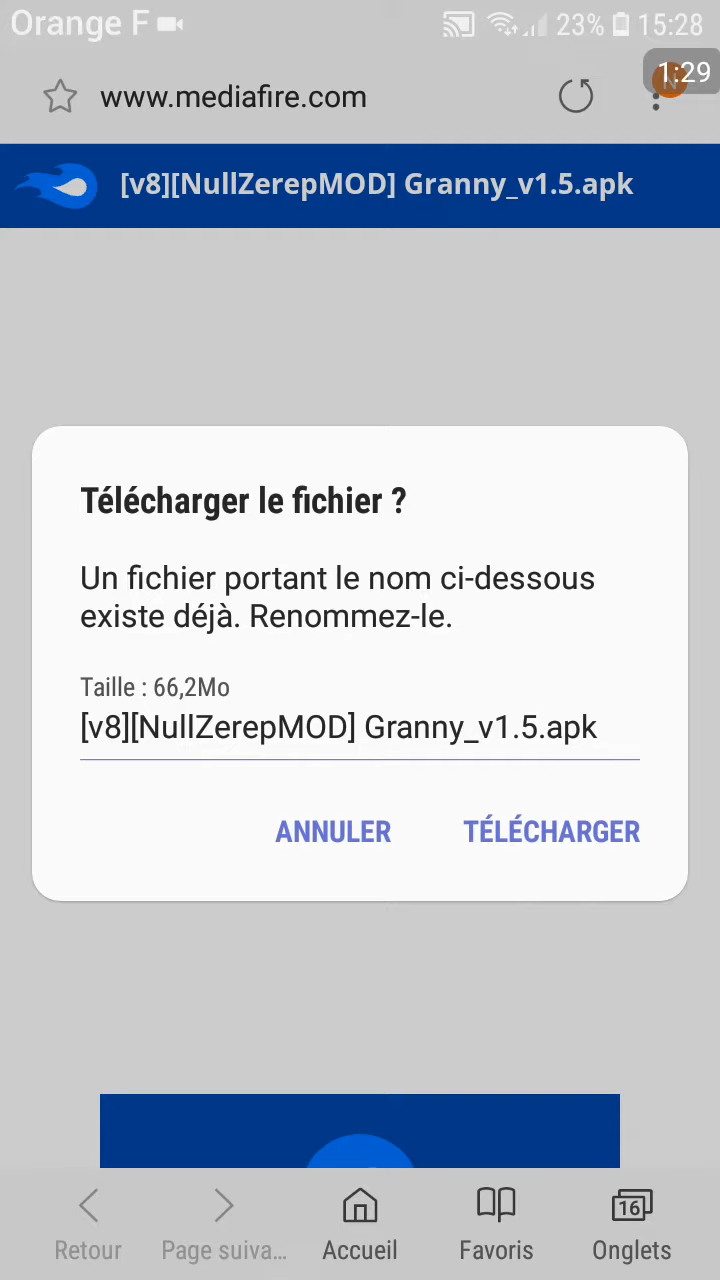 Orange F 23% 15:28
1:29
www.mediafire.com
[v8][NullZerepMOD] Granny_v1.5.apk
Télécharger le fichier ?
Un fichier portant le nom ci-dessous
existe déjà. Renommez-le.
Taille : 66,2Mo
[v8][NullZerepMOD] Granny_v1.5.apk
ANNULER TÉLÉCHARGER
16
Retour Page suiva... Accueil Favoris Onglets